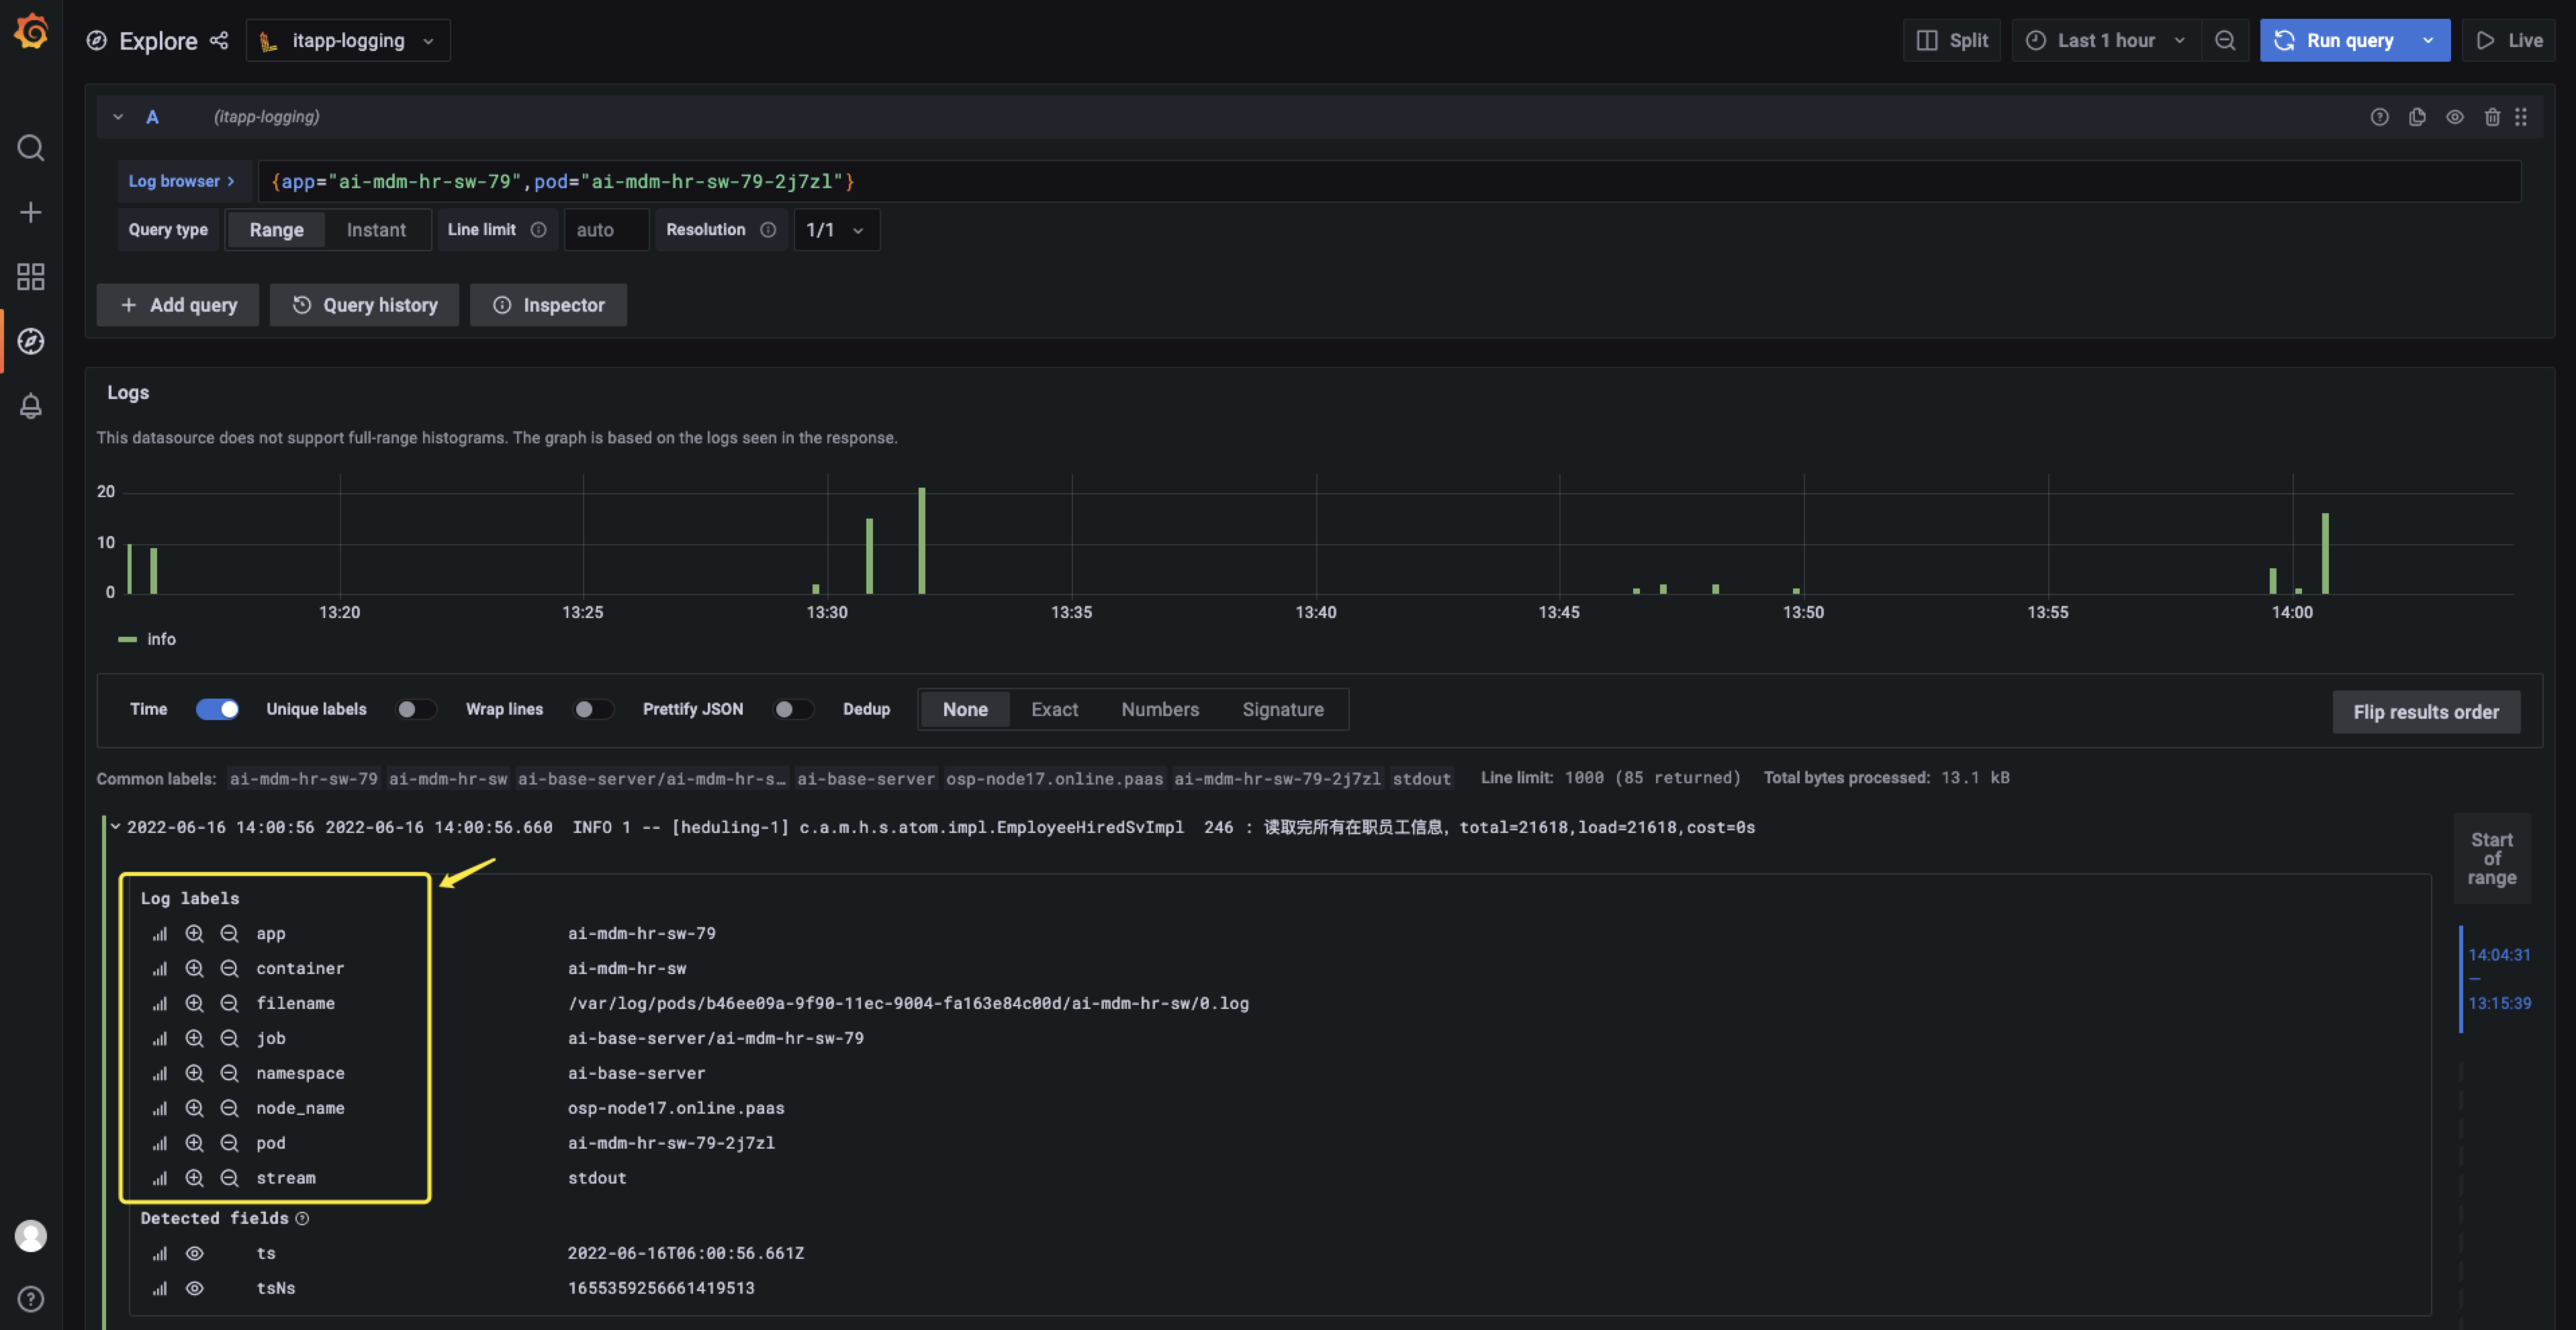 Explore itapp-logging Split Last 1 hour Run query Live
A (itapp-logging)
Log browser > {app="ai-mdm-hr-sw-79",pod="ai-mdm-hr-sw-79-2j7zl"}
Query type Range Instant Line limit auto Resolution 1/1
+ Add query Query history Inspector
Logs
This datasource does not support full-range histograms. The graph is based on the logs seen in the response.
20
10
0
13:20 13:25 13:30 13:35 13:40 13:45 13:50 13:55 14:00
info
Time Unique labels Wrap lines Prettify JSON Dedup None Exact Numbers Signature Flip results order
Common labels: ai-mdm-hr-sw-79 ai-mdm-hr-sw ai-base-server/ai-mdm-hr-s… ai-base-server osp-node17.online.paas ai-mdm-hr-sw-79-2j7zl stdout Line limit: 1000 (85 returned) Total bytes processed: 13.1 kB
2022-06-16 14:00:56 2022-06-16 14:00:56.660 INFO 1 -- [heduling-1] c.a.m.h.s.atom.impl.EmployeeHiredSvImpl 246 : 读取完所有在职员工信息, total=21618,load=21618,cost=0s
Start
of
range
14:04:31
—
13:15:39
Log labels
app ai-mdm-hr-sw-79
container ai-mdm-hr-sw
filename /var/log/pods/b46ee09a-9f90-11ec-9004-fa163e84c00d/ai-mdm-hr-sw/0.log
job ai-base-server/ai-mdm-hr-sw-79
namespace ai-base-server
node_name osp-node17.online.paas
pod ai-mdm-hr-sw-79-2j7zl
stream stdout
Detected fields
ts 2022-06-16T06:00:56.661Z
tsNs 1655359256661419513